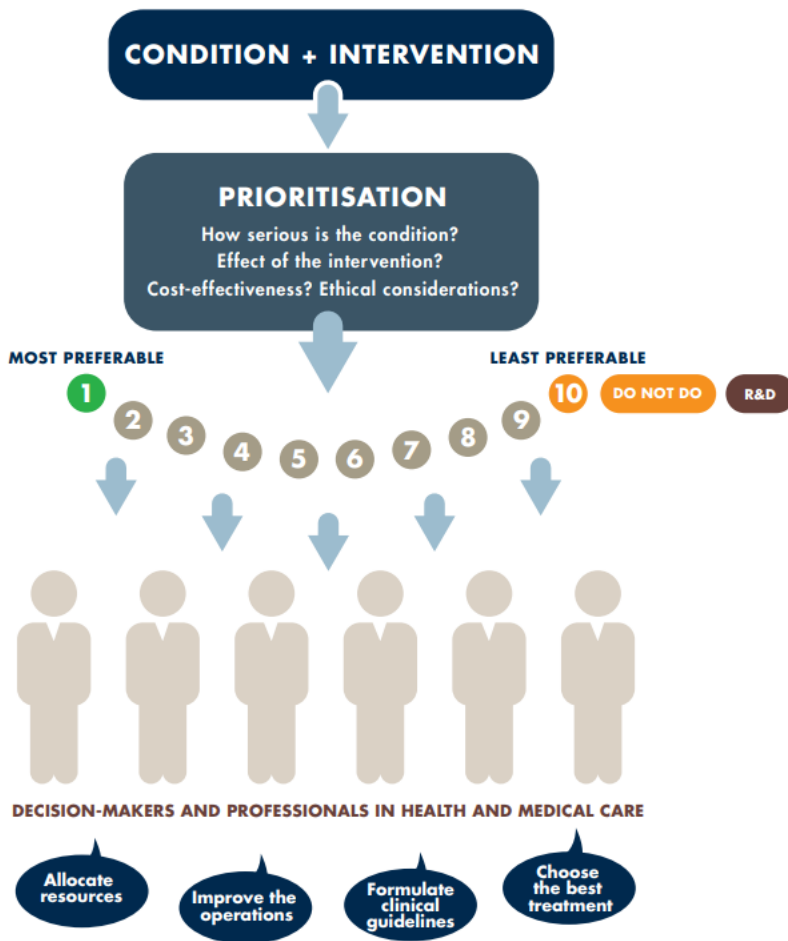 CONDITION + INTERVENTION
PRIORITISATION
How serious is the condition?
Effect of the intervention?
Cost-effectiveness? Ethical considerations?
MOST PREFERABLE
LEAST PREFERABLE
1
2
3
4
5
6
7
8
9
10
DO NOT DO
R&D
DECISION-MAKERS AND PROFESSIONALS IN HEALTH AND MEDICAL CARE
Allocate
resources
Improve the
operations
Formulate
clinical
guidelines
Choose
the best
treatment